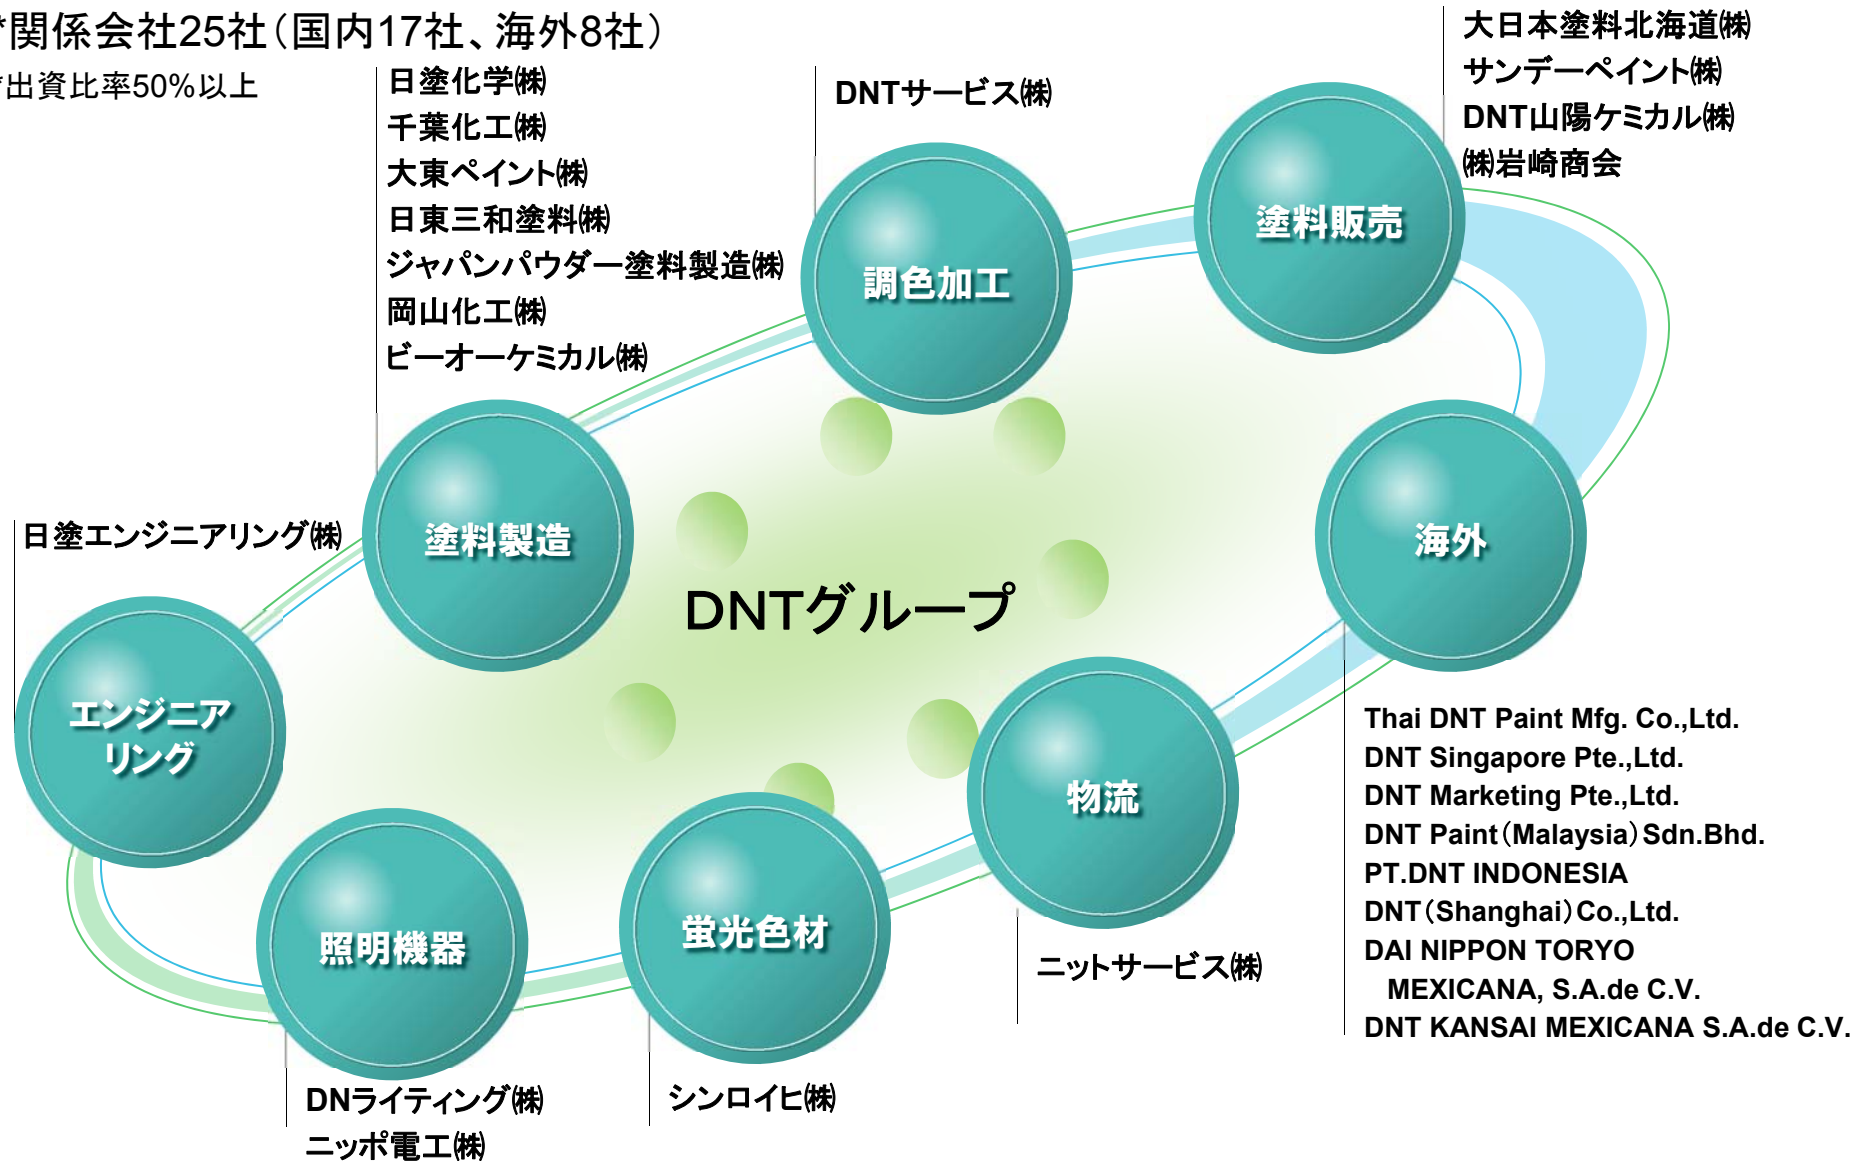 *関係会社25社（国内17社、海外8社）
*出資比率50%以上
日塗化学㈱
千葉化工㈱
大東ペイント㈱
日東三和塗料㈱
ジャパンパウダー塗料製造㈱
岡山化工㈱
ビーオーケミカル㈱
DNTサービス㈱
大日本塗料北海道㈱
サンデーペイント㈱
DNT山陽ケミカル㈱
㈱岩崎商会
塗料販売
調色加工
塗料製造
海外
日塗エンジニアリング㈱
DNTグループ
エンジニア
リング
物流
照明機器
蛍光色材
Thai DNT Paint Mfg. Co.,Ltd.
DNT Singapore Pte.,Ltd.
DNT Marketing Pte.,Ltd.
DNT Paint（Malaysia）Sdn.Bhd.
PT.DNT INDONESIA
DNT（Shanghai）Co.,Ltd.
DAI NIPPON TORYO
MEXICANA, S.A.de C.V.
DNT KANSAI MEXICANA S.A.de C.V.
ニットサービス㈱
シンロイヒ㈱
DNライティング㈱
ニッポ電工㈱